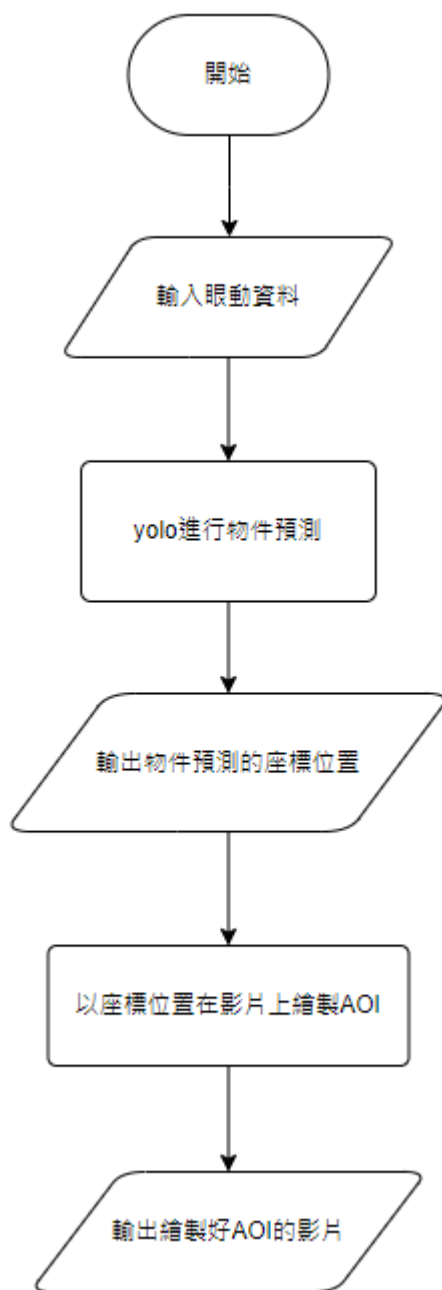 開始
輸入眼動資料
yolo進行物件預測
輸出物件預測的座標位置
以座標位置在影片上繪製AOI
輸出繪製好AOI的影片